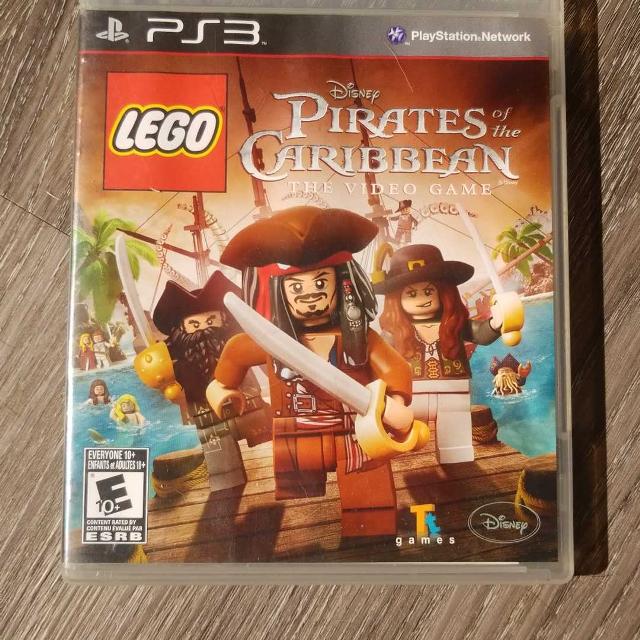 PS3
PlayStation Network
LEGO
Disney
PIRATES of the
CARIBBEAN
THE VIDEO GAME
EVERYONE 10+
ENFANTS et ADULTES 10+
E
10+
CONTENT RATED BY
CONTENU ÉVALUÉ PAR
ESRB
Tt
games
Disney